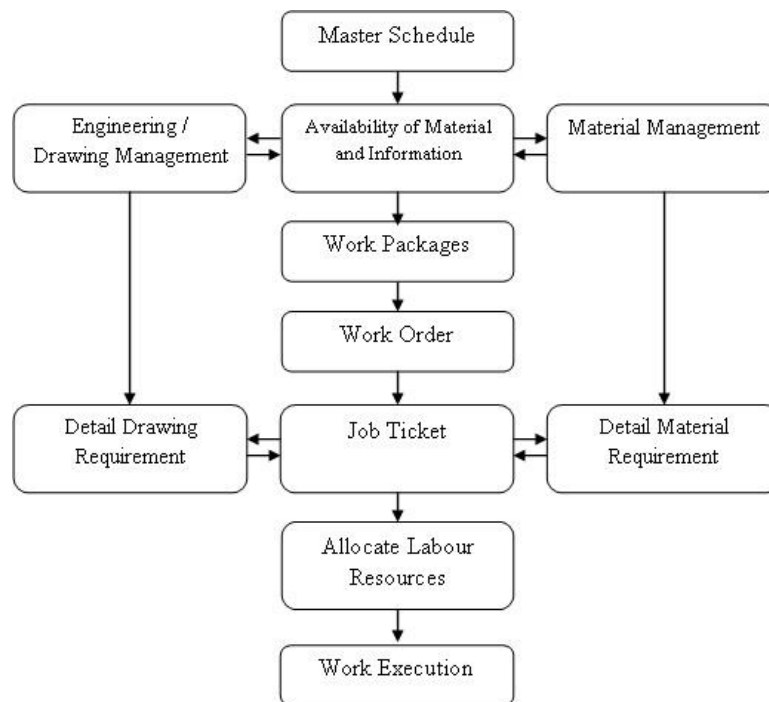 Master Schedule
Engineering /
Drawing Management
Availability of Material
and Information
Material Management
Work Packages
Work Order
Detail Drawing
Requirement
Job Ticket
Detail Material
Requirement
Allocate Labour
Resources
Work Execution